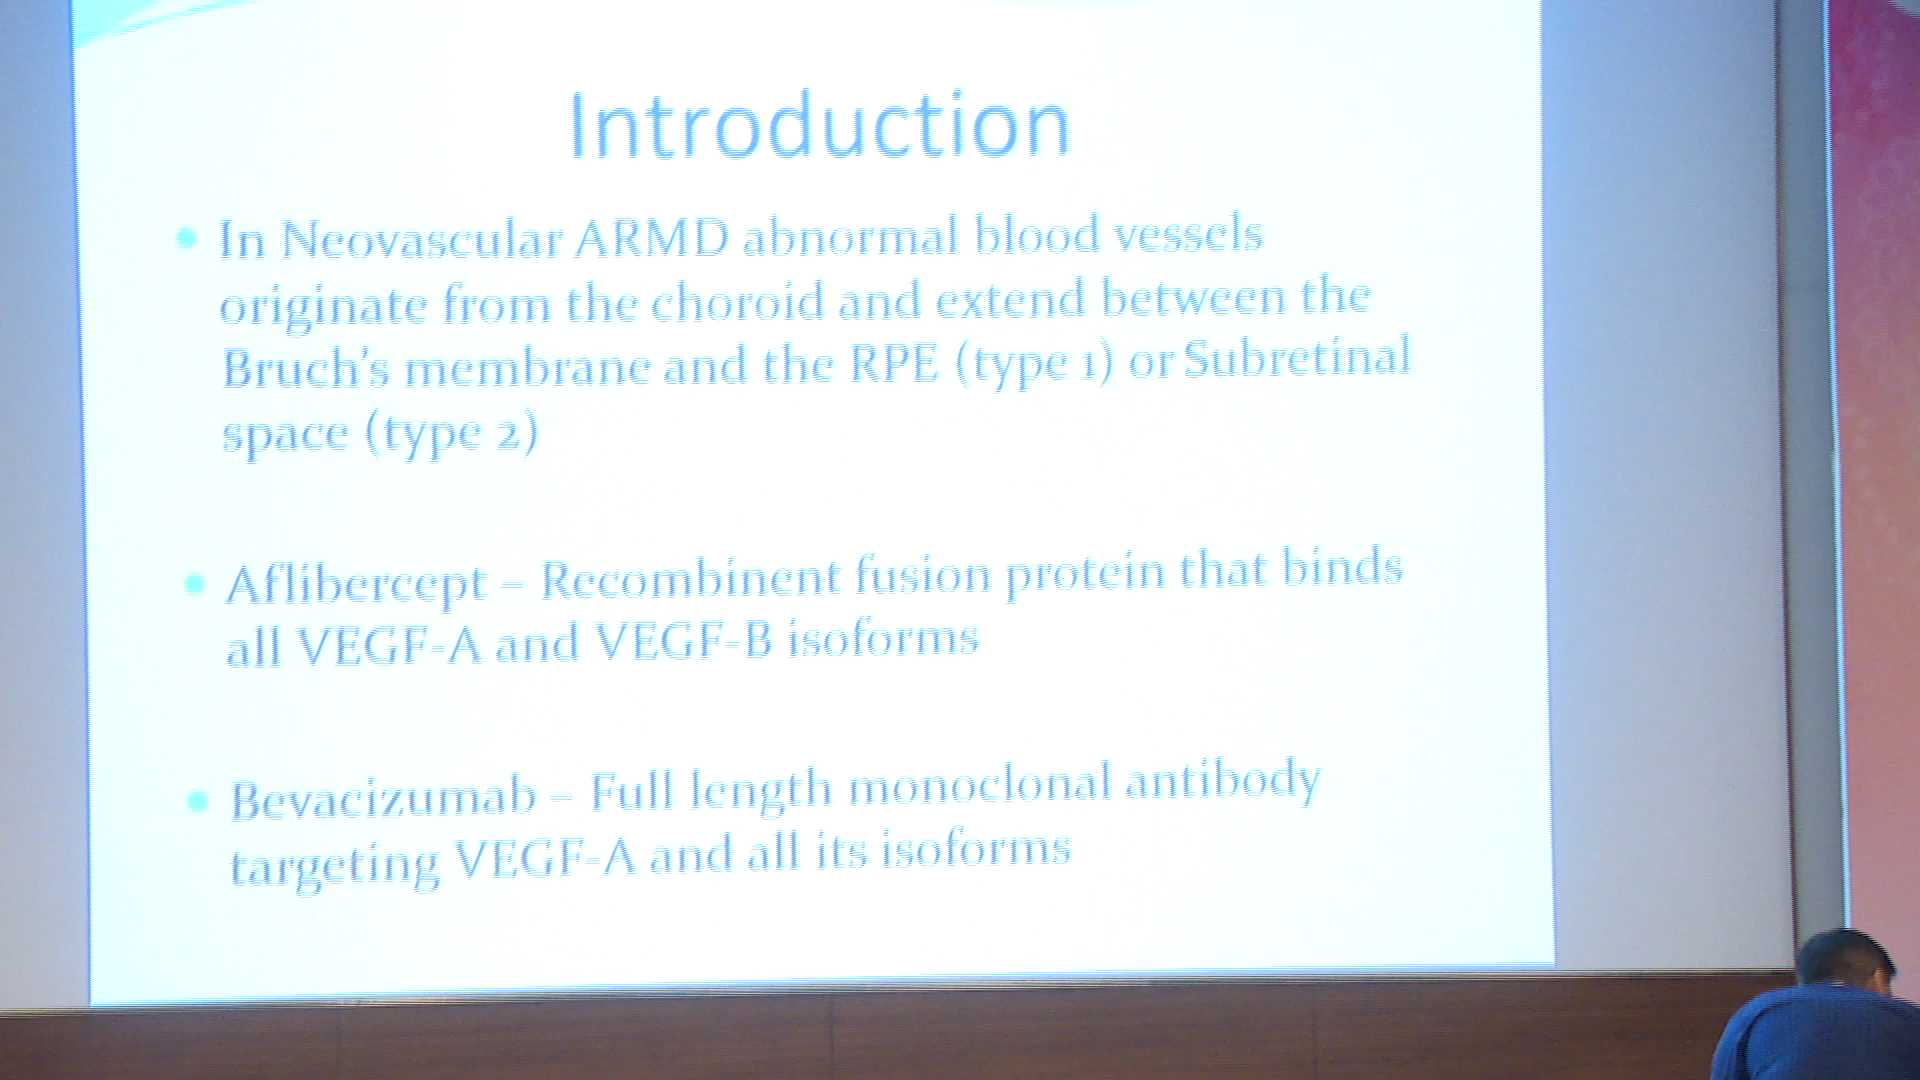 Introduction
• In Neovascular ARMD abnormal blood vessels
originate from the choroid and extend between the
Bruch's membrane and the RPE (type 1) or Subretinal
space (type 2)
• Aflibercept – Recombinent fusion protein that binds
all VEGF-A and VEGF-B isoforms
• Bevacizumab – Full length monoclonal antibody
targeting VEGF-A and all its isoforms